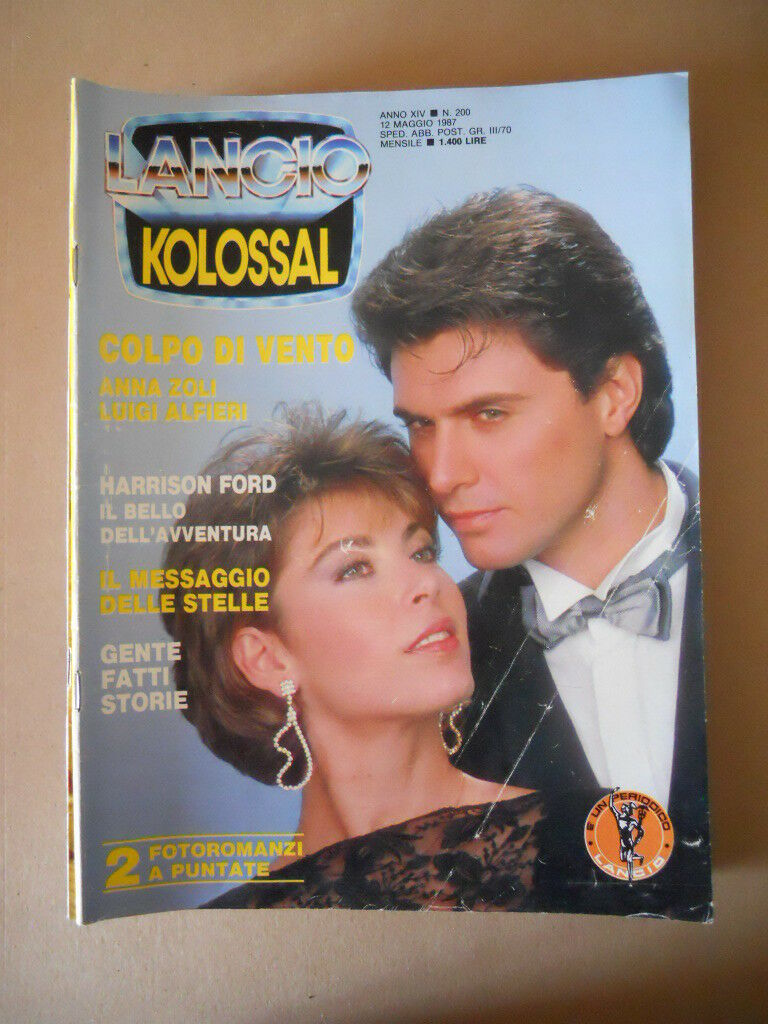 ANNO XIV ■ N. 200
12 MAGGIO 1987
SPED. ABB. POST. GR. III/70
MENSILE ■ 1.400 LIRE
LANCIO
KOLOSSAL
COLPO DI VENTO
ANNA ZOLI
LUIGI ALFIERI
HARRISON FORD
IL BELLO
DELL'AVVENTURA
IL MESSAGGIO
DELLE STELLE
GENTE
FATTI
STORIE
2 FOTOROMANZI
A PUNTATE
È UN PERIODICO
LANCIO